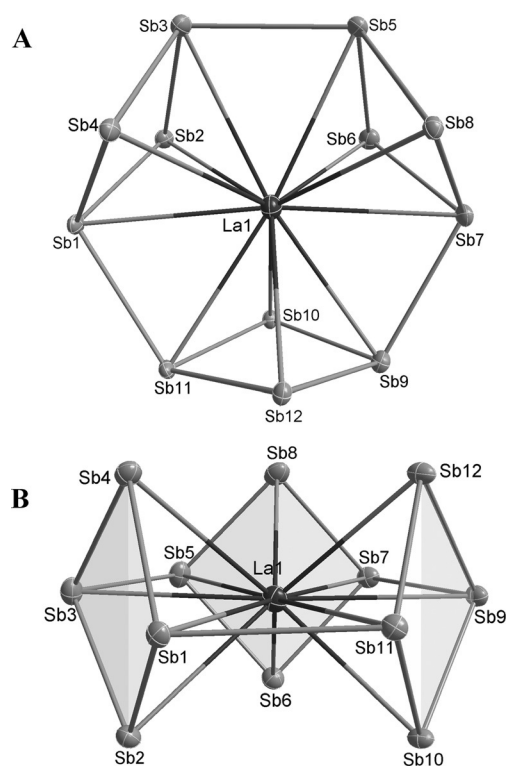 A
Sb3 Sb5
Sb4 Sb8
Sb2 Sb6
La1
Sb1 Sb7
Sb10
Sb11 Sb9
Sb12
B
Sb8
Sb4 Sb12
Sb5 La1 Sb7
Sb3 Sb9
Sb1 Sb11
Sb6
Sb2 Sb10